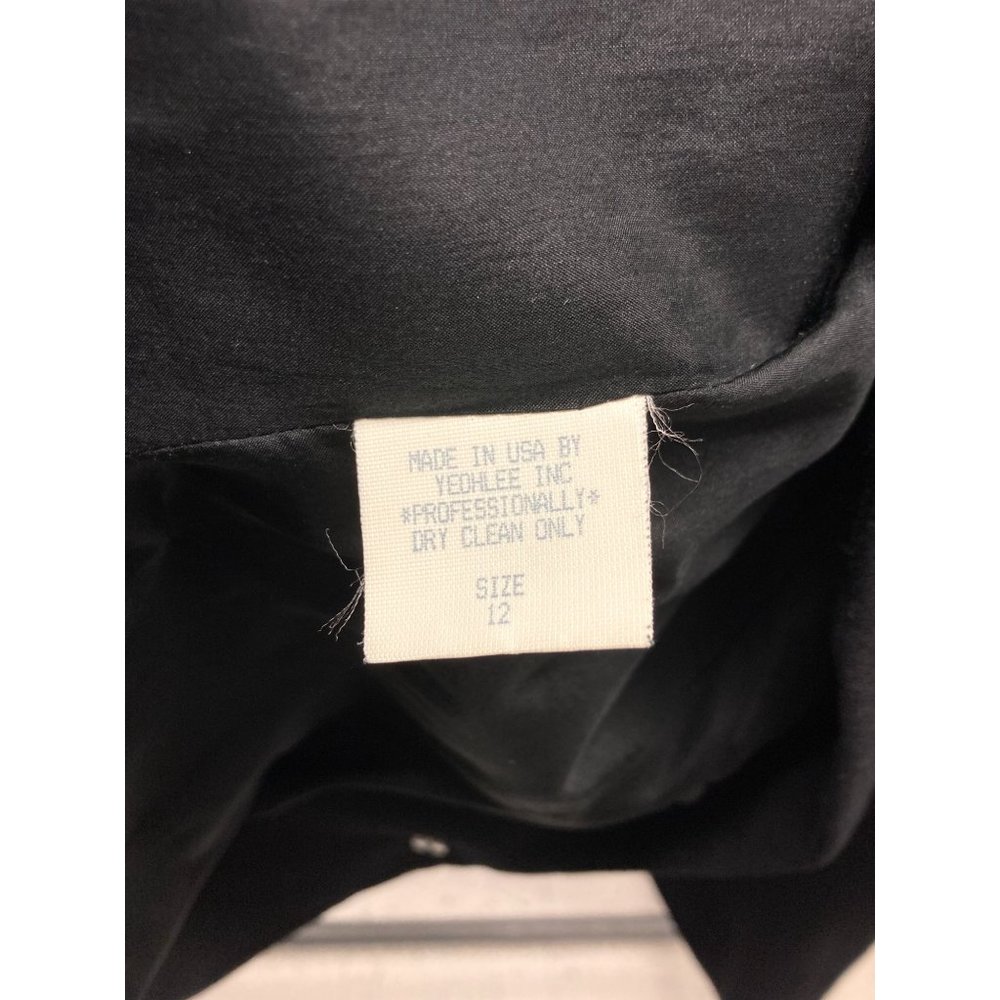 MADE IN USA BY
YEOHLEE INC
*PROFESSIONALLY*
DRY CLEAN ONLY
SIZE
12